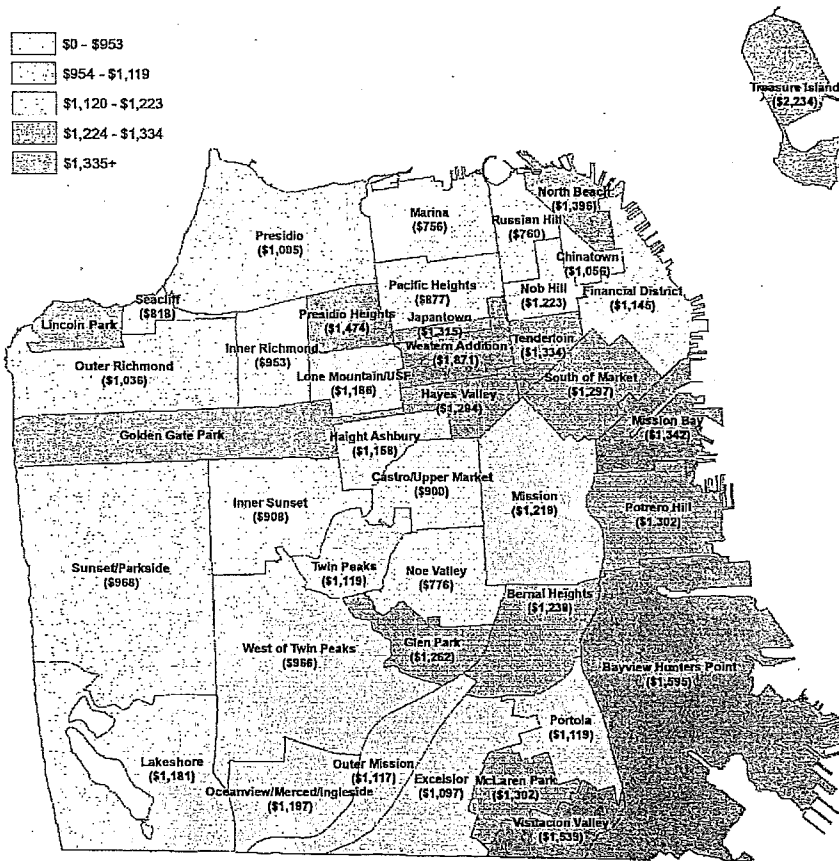 $0 - $953
$954 - $1,119
$1,120 - $1,223
$1,224 - $1,334
$1,335+
Treasure Island
($2,234)
North Beach
($1,396)
Marina
($756)
Russian Hill
($760)
Presidio
($1,005)
Chinatown
($1,056)
Pacific Heights
($877)
Nob Hill
($1,223)
Financial District
($1,145)
Seacliff
($818)
Lincoln Park
Presidio Heights
($1,474)
Japantown
($1,315)
Western Addition
($1,871)
Tenderloin
($1,334)
Inner Richmond
($953)
Outer Richmond
($1,036)
Lone Mountain/USF
($1,186)
South of Market
($1,297)
Hayes Valley
Mission Bay
($1,342)
Golden Gate Park
Haight Ashbury
($1,158)
Castro/Upper Market
($900)
Mission
($1,219)
Inner Sunset
($908)
Potrero Hill
($1,302)
Sunset/Parkside
($968)
Twin Peaks
($1,119)
Noe Valley
($776)
Bernal Heights
Glen Park
($1,262)
West of Twin Peaks
($966)
Bayview Hunters Point
($1,595)
Portola
($1,119)
Lakeshore
($1,181)
Outer Mission
($1,117)
Excelsior
($1,097)
McLaren Park
($1,302)
Oceanview/Merced/Ingleside
($1,197)
Visitacion Valley
($1,539)